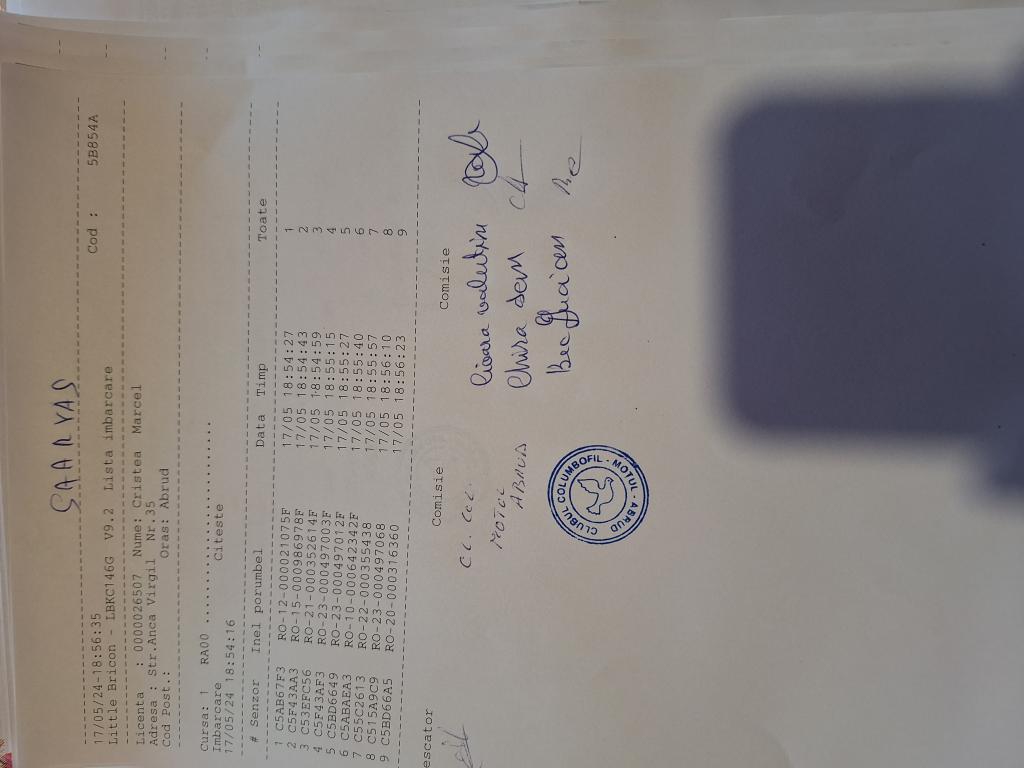 SAARVAS
17/05/24-18:56:35
Little Bricon - LBRC146G  V9.2  Lista imbarcare          Cod :     5B854A
--------------------------------------------------------------  --
Licenta    : 0000026507  Nume: Cristea  Marcel
Adresa : Str.Anca Virgil  Nr.35
Cod Post.:            Oras: Abrud
--------------------------------------------------------------  --
Cursa: 1   RA00 ..............................
Imbarcare
17/05/24 18:54:16        Citeste
--------------------------------------------------------------  --
#  Senzor    Inel porumbel            Data   Timp              Toate
--------------------------------------------------------------
1 C5AB67F3   RO-12-000021075F        17/05 18:54:27            1
2 C5F43AA3   RO-15-000986978F        17/05 18:54:43            2
3 C53EFC56   RO-21-000352614F        17/05 18:54:59            3
4 C5F43AF3   RO-23-000497003F        17/05 18:55:15            4
5 C5BD6649   RO-23-000497012F        17/05 18:55:27            5
6 C5ABAEA3   RO-10-000642342F        17/05 18:55:40            6
7 C55C2613   RO-22-000355438         17/05 18:55:57            7
8 C515A9C9   RO-23-000497068         17/05 18:56:10            8
9 C5BD66A5   RO-20-000316360         17/05 18:56:23            9
--------------------------------------------------------------
escator                 Comisie                  Comisie
Cioara Valentin
MOTUL   Chira Dem
ABRUD   Bec Lucian
CLUBUL COLUMBOFIL - MOTUL - ABRUD